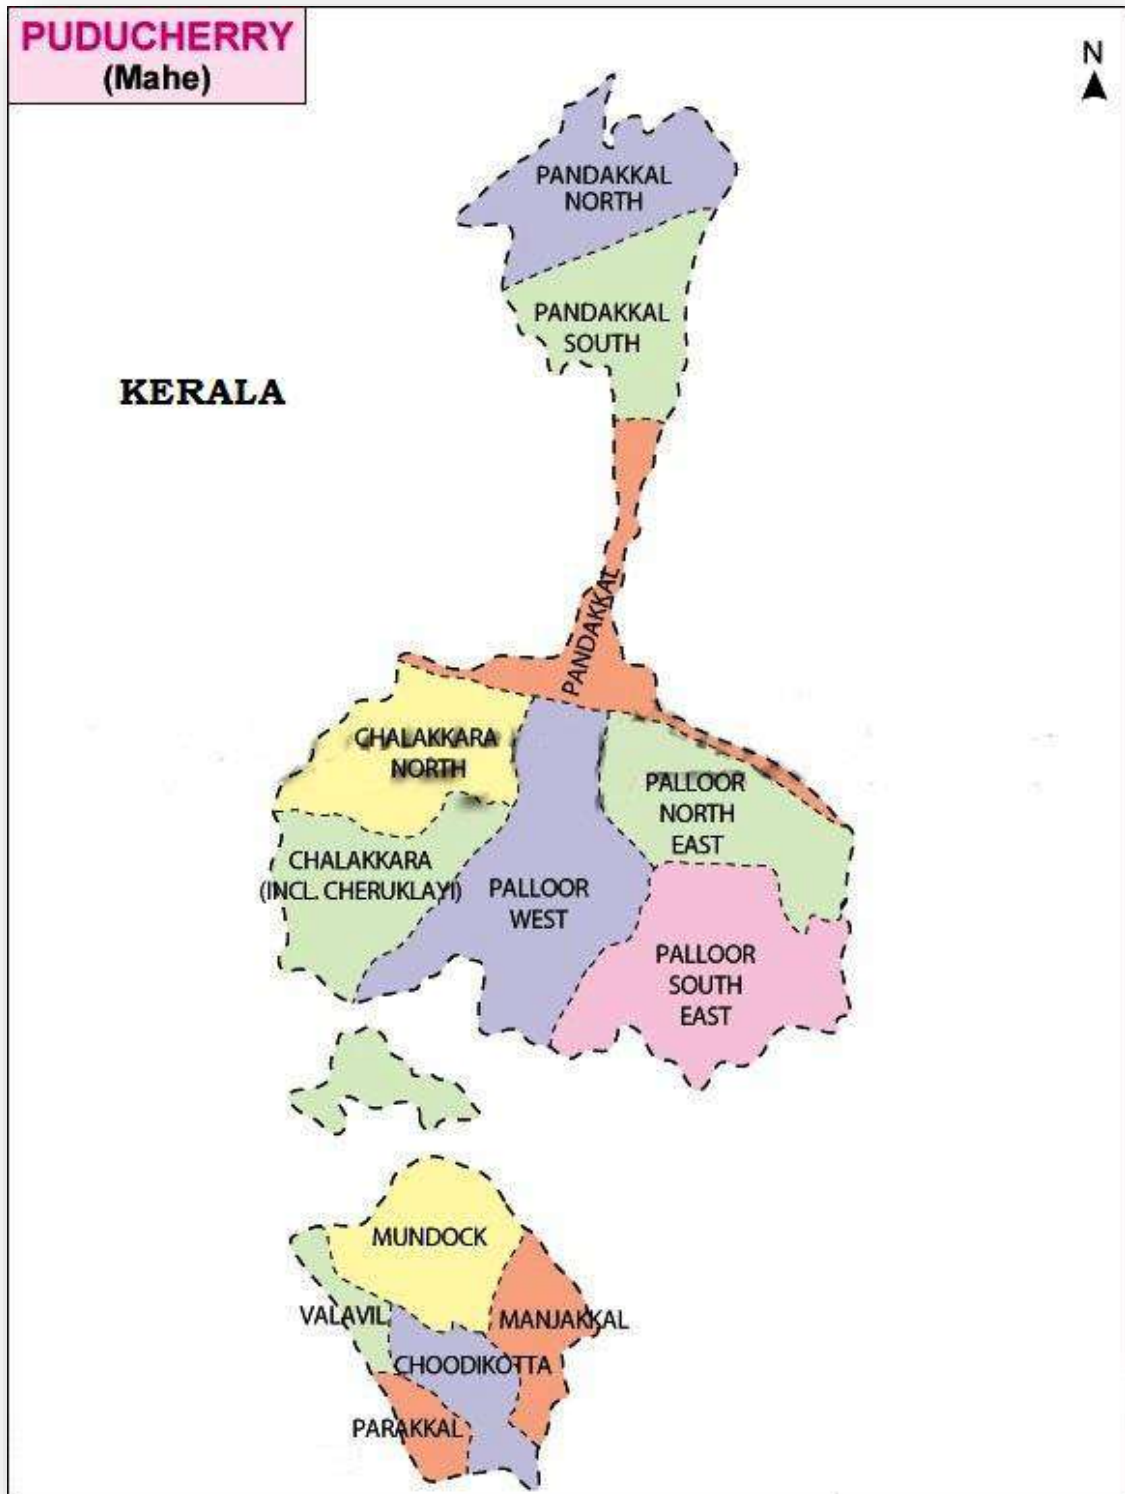 PUDUCHERRY
(Mahe)
N
PANDAKKAL
NORTH
PANDAKKAL
SOUTH
KERALA
PANDAKKAL
CHALAKKARA
NORTH
PALLOOR
NORTH
EAST
CHALAKKARA
(INCL. CHERUKLAYI)
PALLOOR
WEST
PALLOOR
SOUTH
EAST
MUNDOCK
VALAVIL
MANJAKKAL
CHOODIKOTTA
PARAKKAL